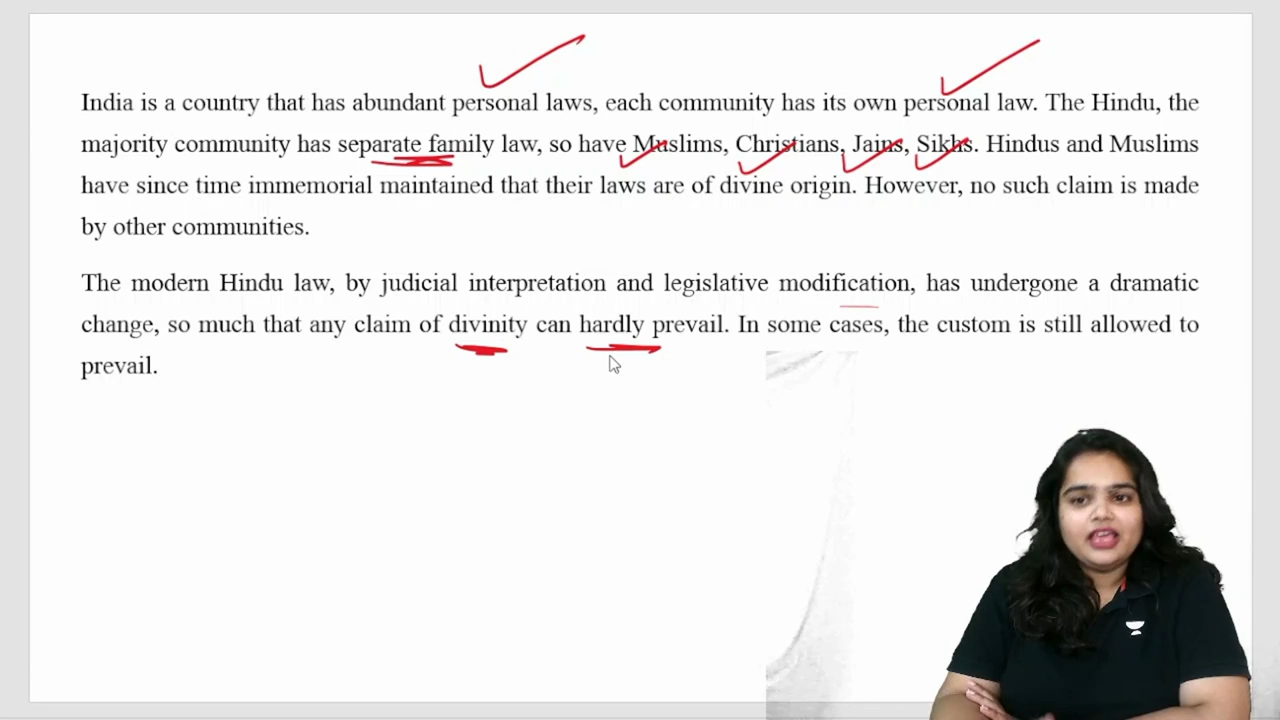 India is a country that has abundant personal laws, each community has its own personal law. The Hindu, the
majority community has separate family law, so have Muslims, Christians, Jains, Sikhs. Hindus and Muslims
have since time immemorial maintained that their laws are of divine origin. However, no such claim is made
by other communities.
The modern Hindu law, by judicial interpretation and legislative modification, has undergone a dramatic
change, so much that any claim of divinity can hardly prevail. In some cases, the custom is still allowed to
prevail.